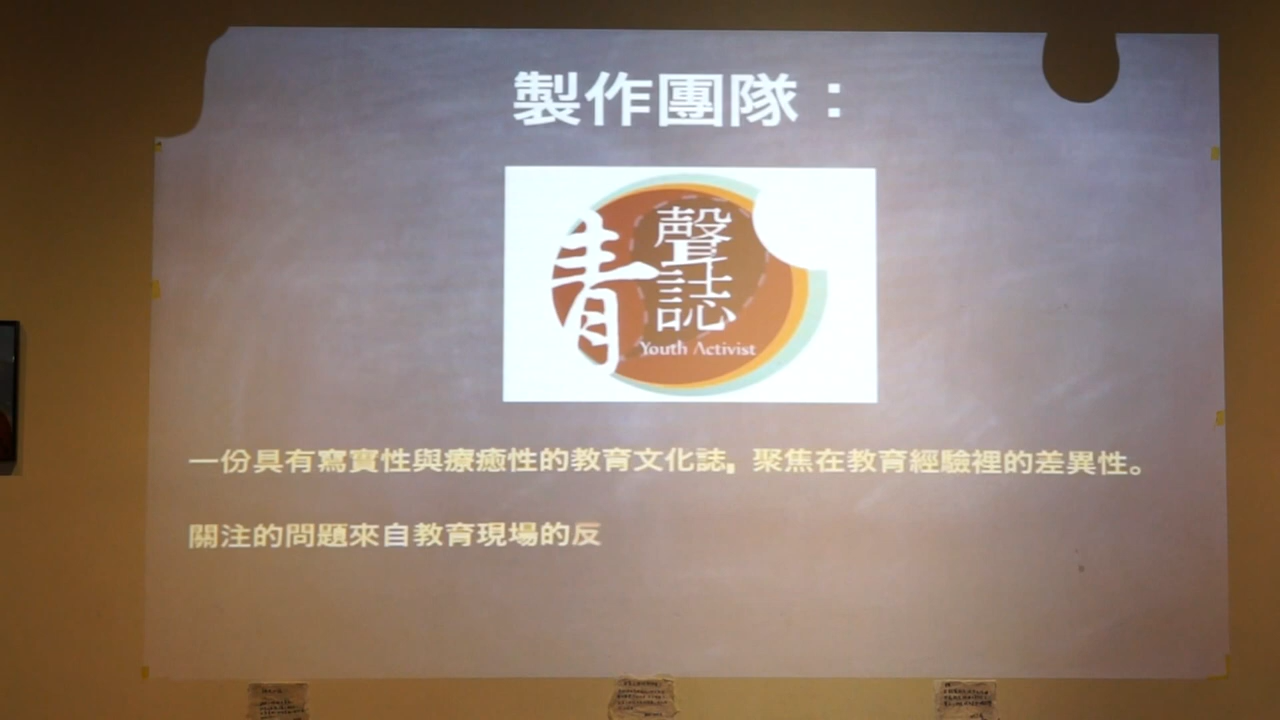 製作團隊：
青
聲
誌
Youth Activist
一份具有寫實性與療癒性的教育文化誌，聚焦在教育經驗裡的差異性。
關注的問題來自教育現場的反